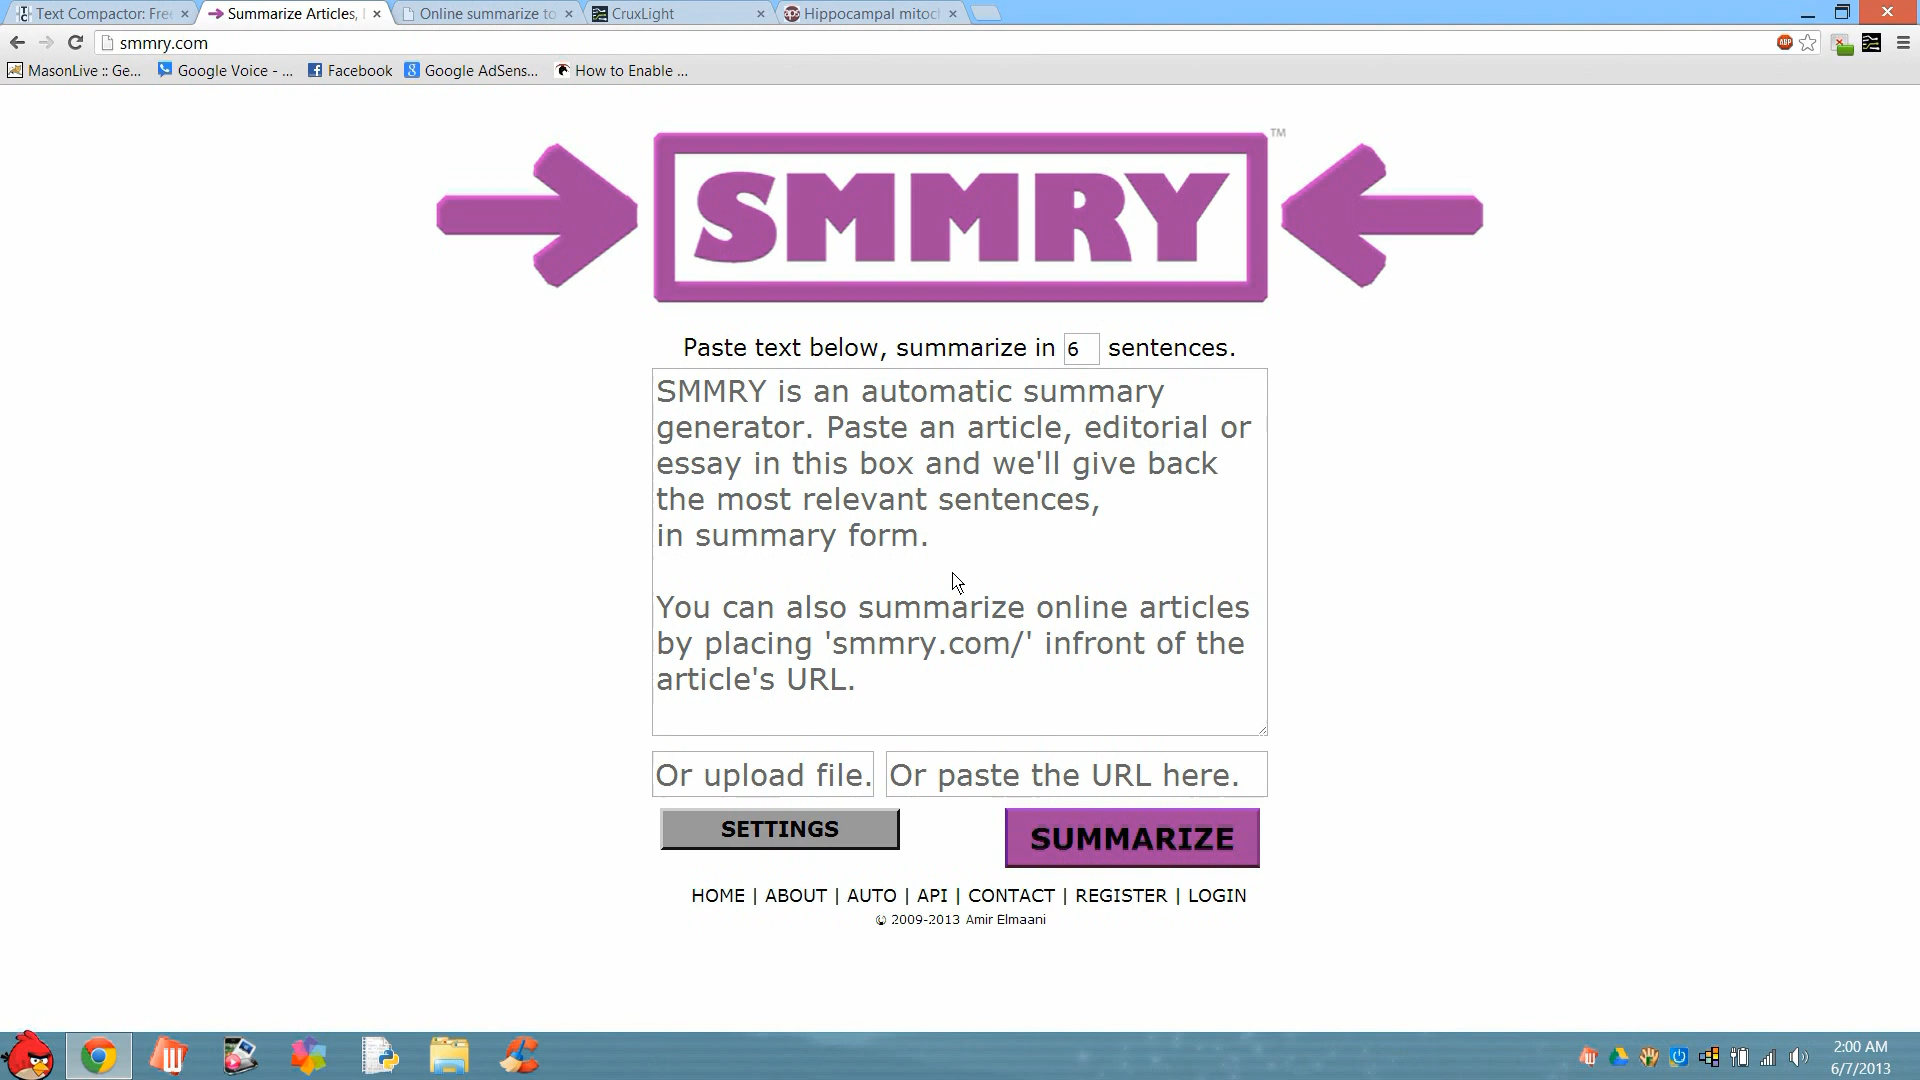 Text Compactor: Free
Summarize Articles,
Online summarize to
CruxLight
Hippocampal mitoc
smmry.com
ABP
MasonLive :: Ge...
Google Voice - ...
Facebook
Google AdSens...
How to Enable ...
SMMRY
TM
Paste text below, summarize in 6 sentences.
SMMRY is an automatic summary
generator. Paste an article, editorial or
essay in this box and we'll give back
the most relevant sentences,
in summary form.
You can also summarize online articles
by placing 'smmry.com/' infront of the
article's URL.
Or upload file. Or paste the URL here.
SETTINGS
SUMMARIZE
HOME | ABOUT | AUTO | API | CONTACT | REGISTER | LOGIN
© 2009-2013 Amir Elmaani
2:00 AM
6/7/2013